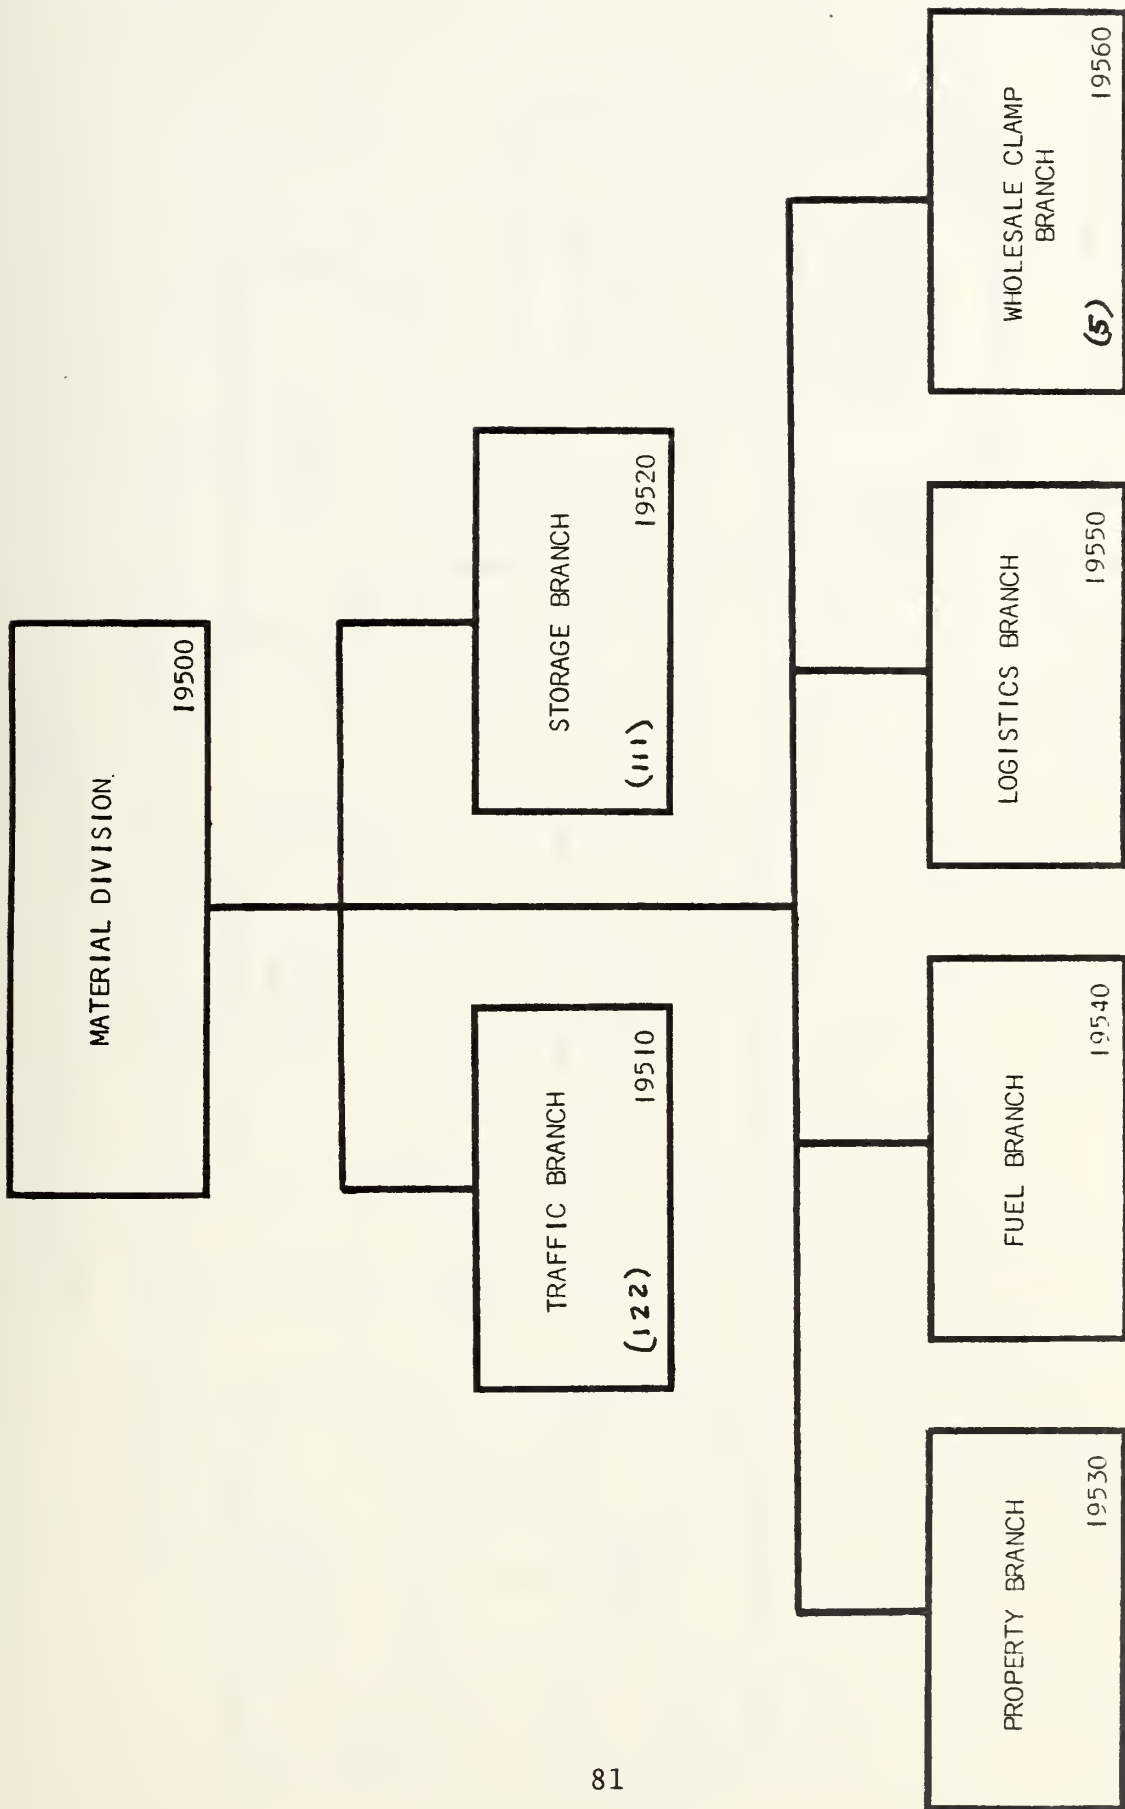 MATERIAL DIVISION.
19500
TRAFFIC BRANCH
(122)
19510
STORAGE BRANCH
(111)
19520
PROPERTY BRANCH
19530
FUEL BRANCH
19540
LOGISTICS BRANCH
19550
WHOLESALE CLAMP
BRANCH
(5)
19560
81